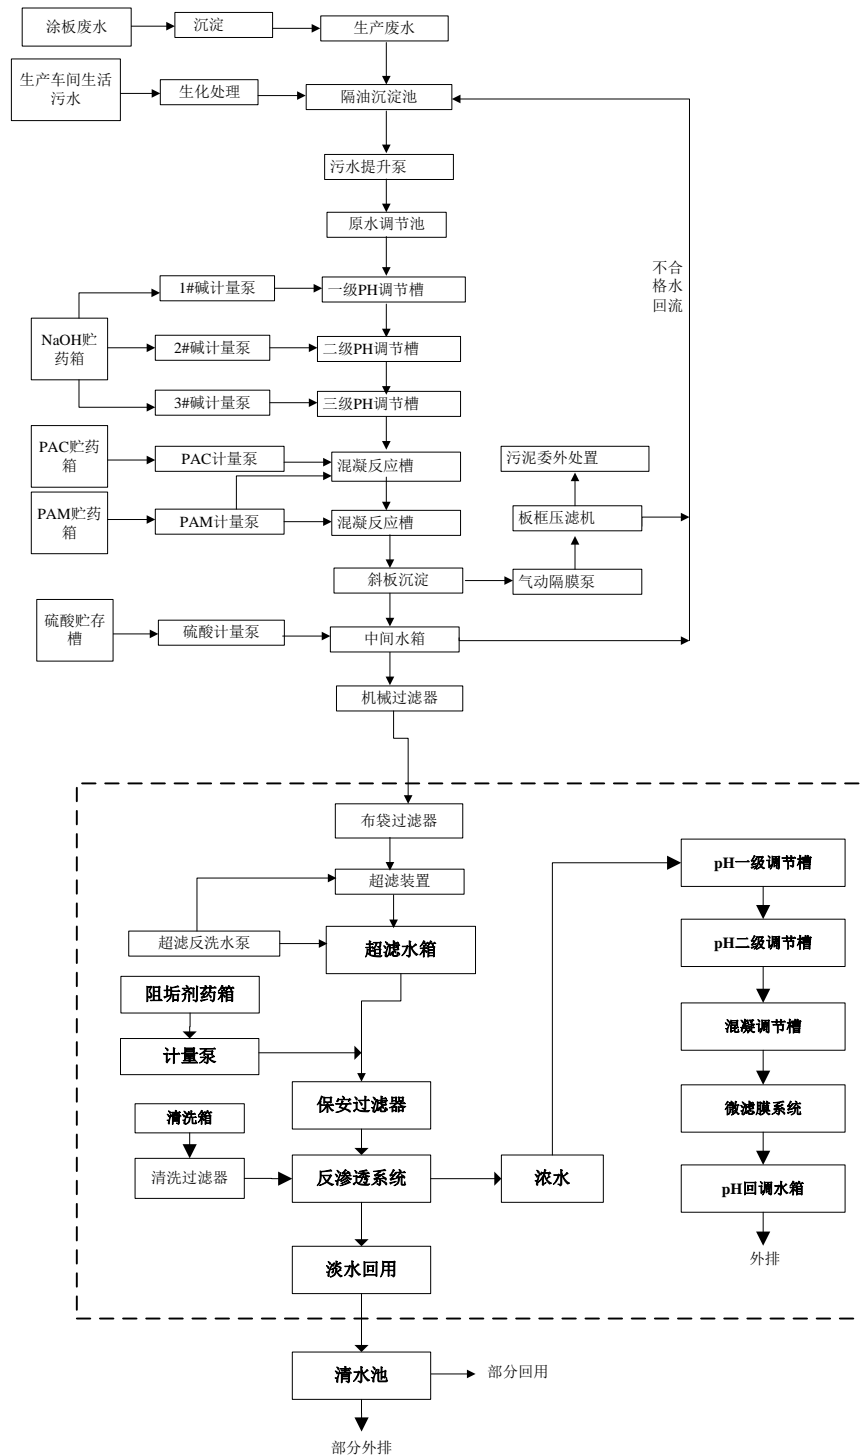 涂板废水
沉淀
生产废水
生产车间生活
污水
生化处理
隔油沉淀池
污水提升泵
原水调节池
不合
格水
回流
1#碱计量泵
一级PH调节槽
NaOH贮
药箱
2#碱计量泵
二级PH调节槽
3#碱计量泵
三级PH调节槽
PAC贮药
箱
PAC计量泵
混凝反应槽
污泥委外处置
PAM贮药
箱
PAM计量泵
混凝反应槽
板框压滤机
斜板沉淀
气动隔膜泵
硫酸贮存
槽
硫酸计量泵
中间水箱
机械过滤器
布袋过滤器
超滤装置
pH一级调节槽
超滤反洗水泵
超滤水箱
pH二级调节槽
阻垢剂药箱
混凝调节槽
计量泵
保安过滤器
微滤膜系统
清洗箱
清洗过滤器
反渗透系统
浓水
pH回调水箱
外排
淡水回用
清水池
部分回用
部分外排